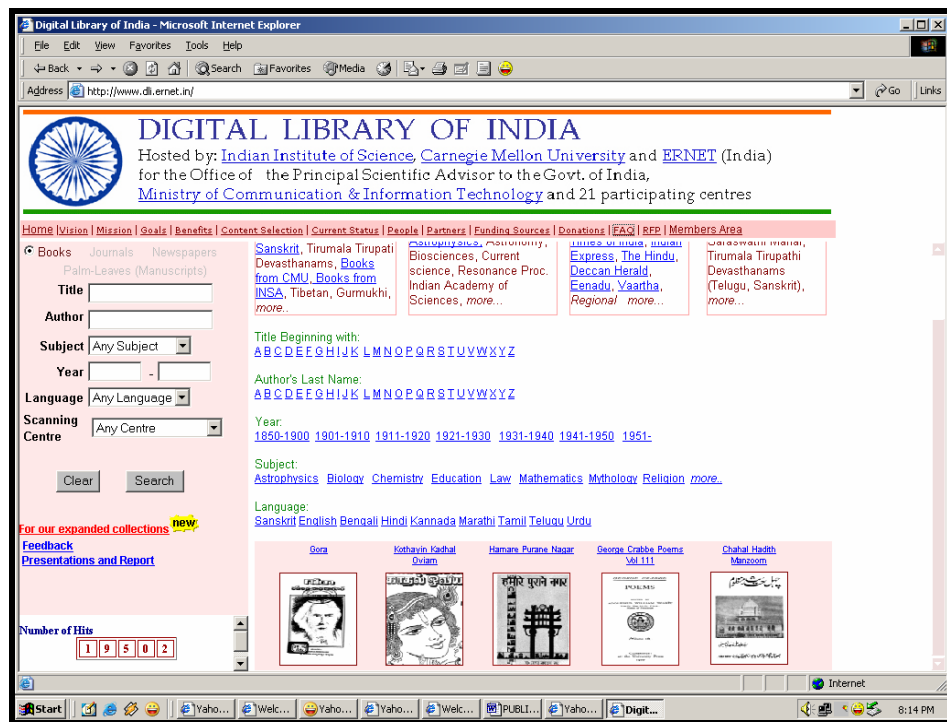 Digital Library of India - Microsoft Internet Explorer
File Edit View Favorites Tools Help
Back Search Favorites Media
Address http://www.dli.ernet.in/ Go Links
DIGITAL LIBRARY OF INDIA
Hosted by: Indian Institute of Science, Carnegie Mellon University and ERNET (India)
for the Office of the Principal Scientific Advisor to the Govt. of India,
Ministry of Communication & Information Technology and 21 participating centres
Home | Vision | Mission | Goals | Benefits | Content Selection | Current Status | People | Partners | Funding Sources | Donations | FAQ | RFP | Members Area
Books Journals Newspapers
Palm-Leaves (Manuscripts)
Title
Author
Subject Any Subject
Year -
Language Any Language
Scanning
Centre Any Centre
Clear Search
For our expanded collections new
Feedback
Presentations and Report
Number of Hits
1 9 5 0 2
Sanskrit, Tirumala Tirupati
Devasthanams, Books
from CMU, Books from
INSA, Tibetan, Gurmukhi,
more..
Astrophysics, Astronomy,
Biosciences, Current
science, Resonance Proc.
Indian Academy of
Sciences, more...
Times of India, Indian
Express, The Hindu,
Deccan Herald,
Eenadu, Vaartha,
Regional more...
Saraswathi Mahal,
Tirumala Tirupathi
Devasthanams
(Telugu, Sanskrit),
more...
Title Beginning with:
A B C D E F G H I J K L M N O P Q R S T U V W X Y Z
Author's Last Name:
A B C D E F G H I J K L M N O P Q R S T U V W X Y Z
Year:
1850-1900 1901-1910 1911-1920 1921-1930 1931-1940 1941-1950 1951-
Subject:
Astrophysics Biology Chemistry Education Law Mathematics Mythology Religion more..
Language:
Sanskrit English Bengali Hindi Kannada Marathi Tamil Telugu Urdu
Gora
Kothayin Kadhal
Oviam
Hamare Purane Nagar
George Crabbe Poems
Vol 111
Chahal Hadith
Manzoom
हमारे पुराने नगर
POEMS
Internet
Start Yaho... Welc... Yaho... Yaho... Welc... PUBLI... Yaho... Digit... 8:14 PM